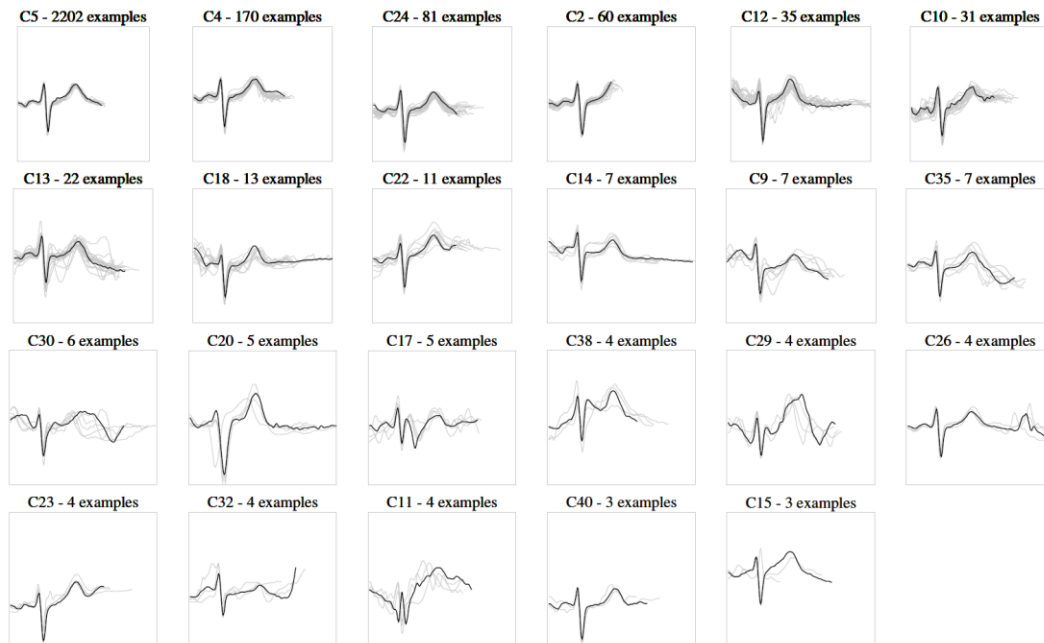 C5 - 2202 examples
C4 - 170 examples
C24 - 81 examples
C2 - 60 examples
C12 - 35 examples
C10 - 31 examples
C13 - 22 examples
C18 - 13 examples
C22 - 11 examples
C14 - 7 examples
C9 - 7 examples
C35 - 7 examples
C30 - 6 examples
C20 - 5 examples
C17 - 5 examples
C38 - 4 examples
C29 - 4 examples
C26 - 4 examples
C23 - 4 examples
C32 - 4 examples
C11 - 4 examples
C40 - 3 examples
C15 - 3 examples